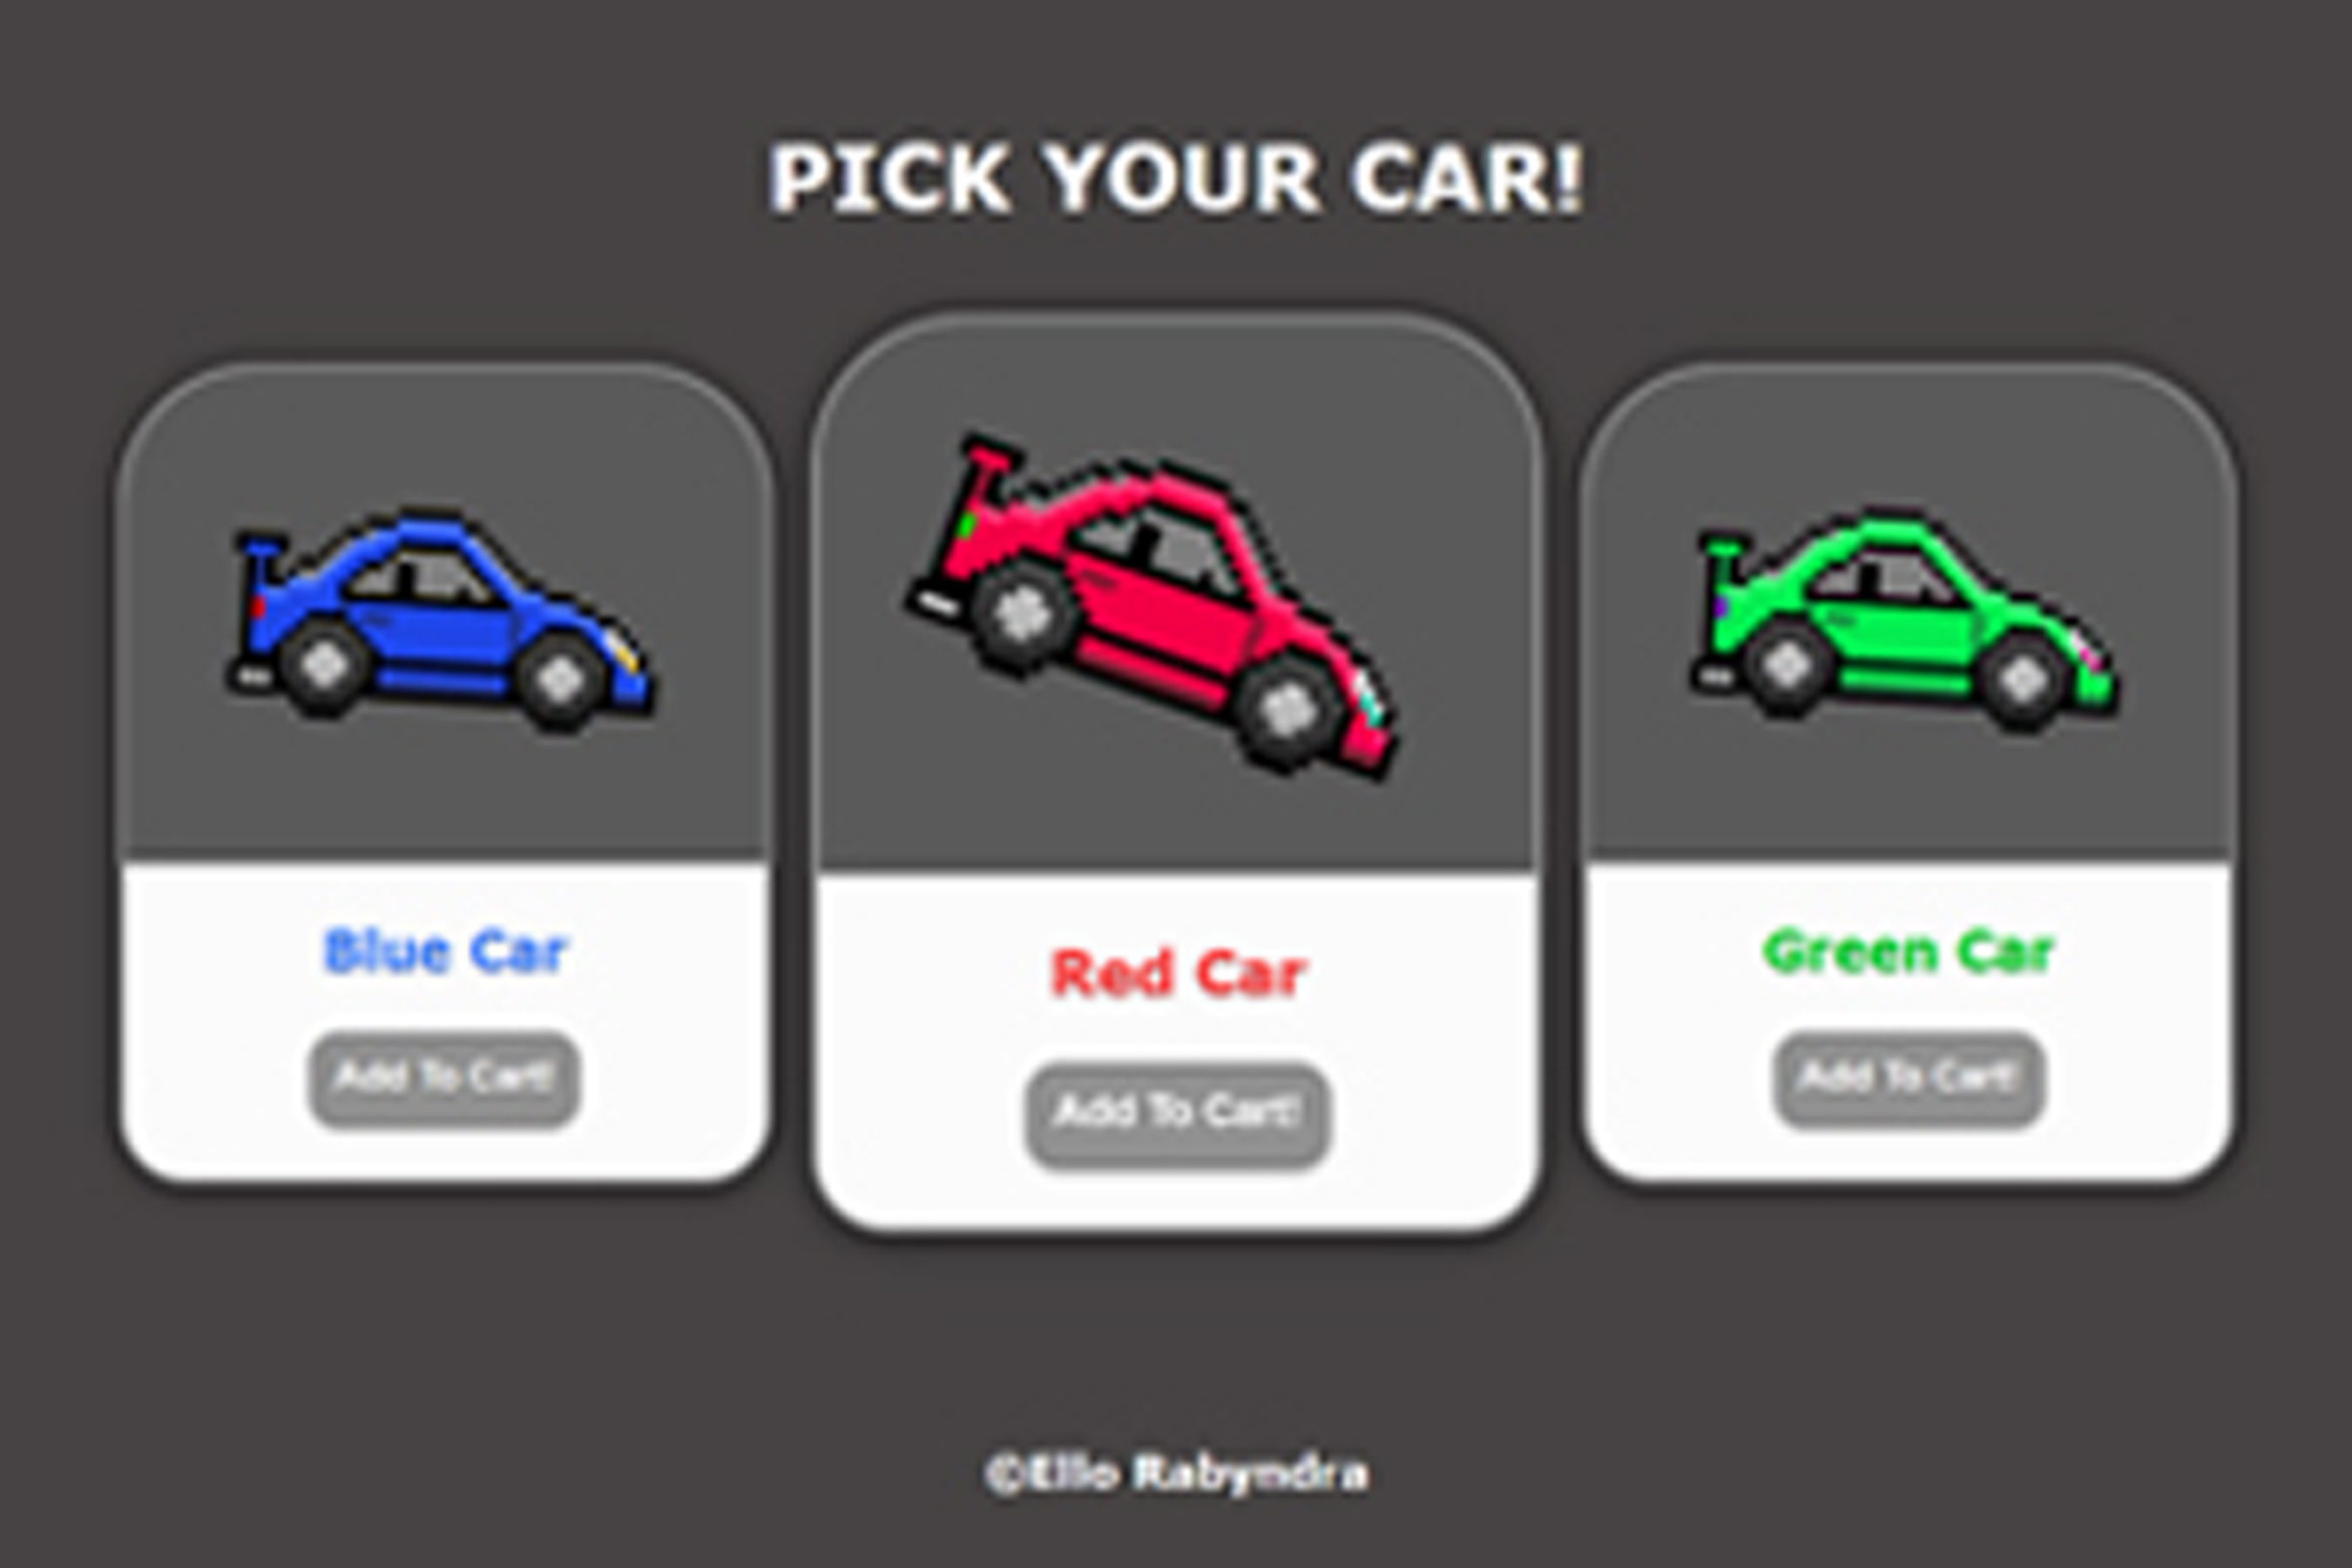 PICK YOUR CAR!
Blue Car
Red Car
Green Car
Add To Cart!
Add To Cart!
Add To Cart!
©Ello Rabyndra